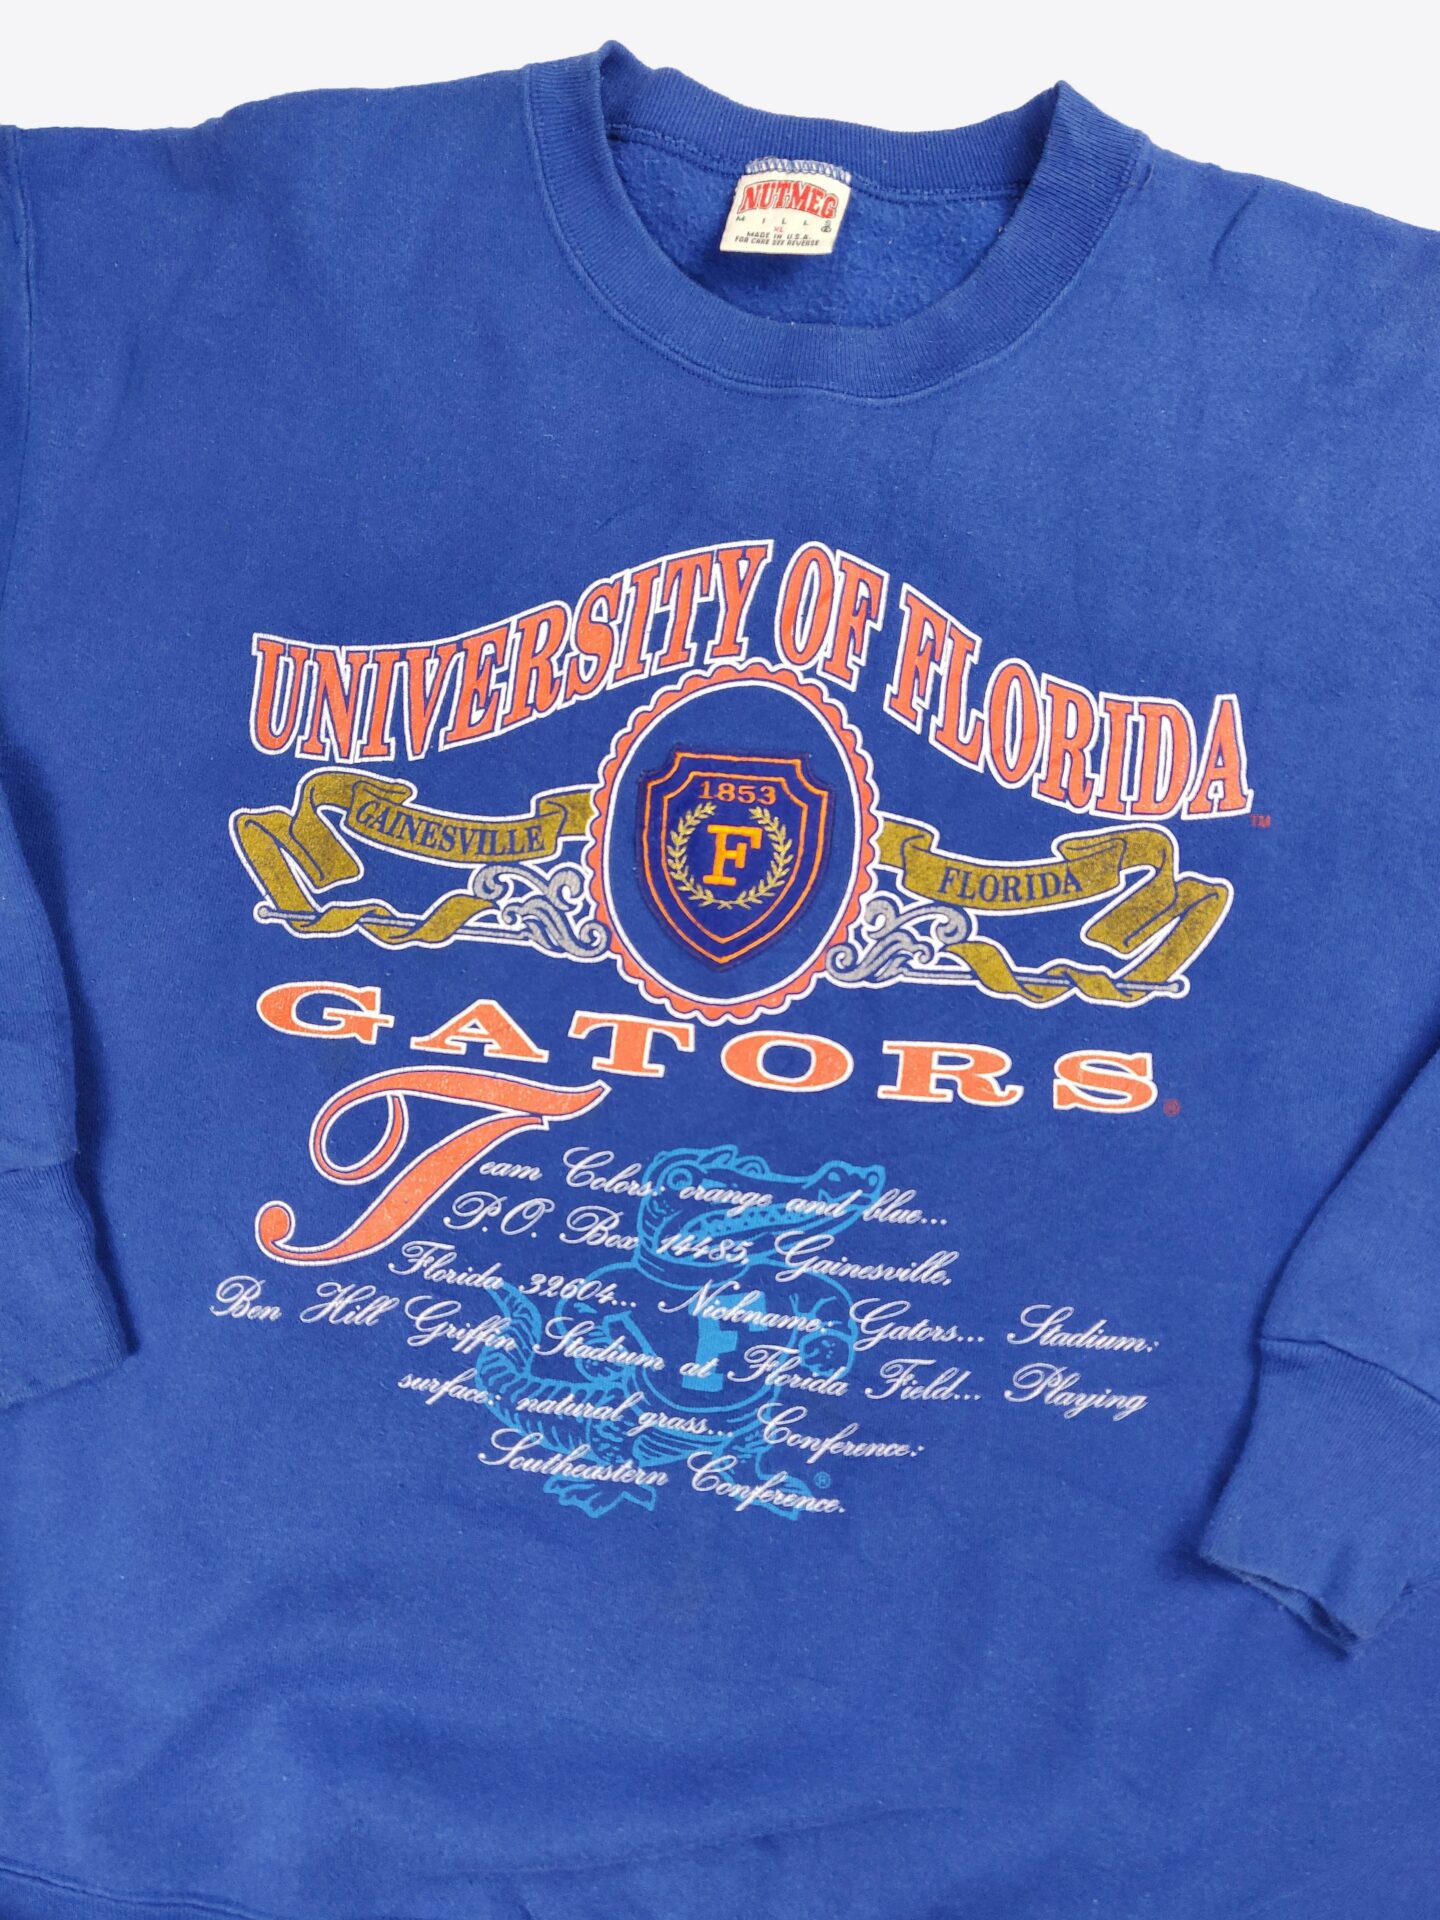 NUTMEG
MILLS
XL
MADE IN U.S.A.
FOR CARE SEE REVERSE
UNIVERSITY OF FLORIDA™
GAINESVILLE
1853
F
FLORIDA
GATORS®
Team Colors: orange and blue...
P.O. Box 14485, Gainesville,
Florida 32604... Nickname: Gators... Stadium:
Ben Hill Griffin Stadium at Florida Field... Playing
surface: natural grass... Conference:
Southeastern Conference.
F
®